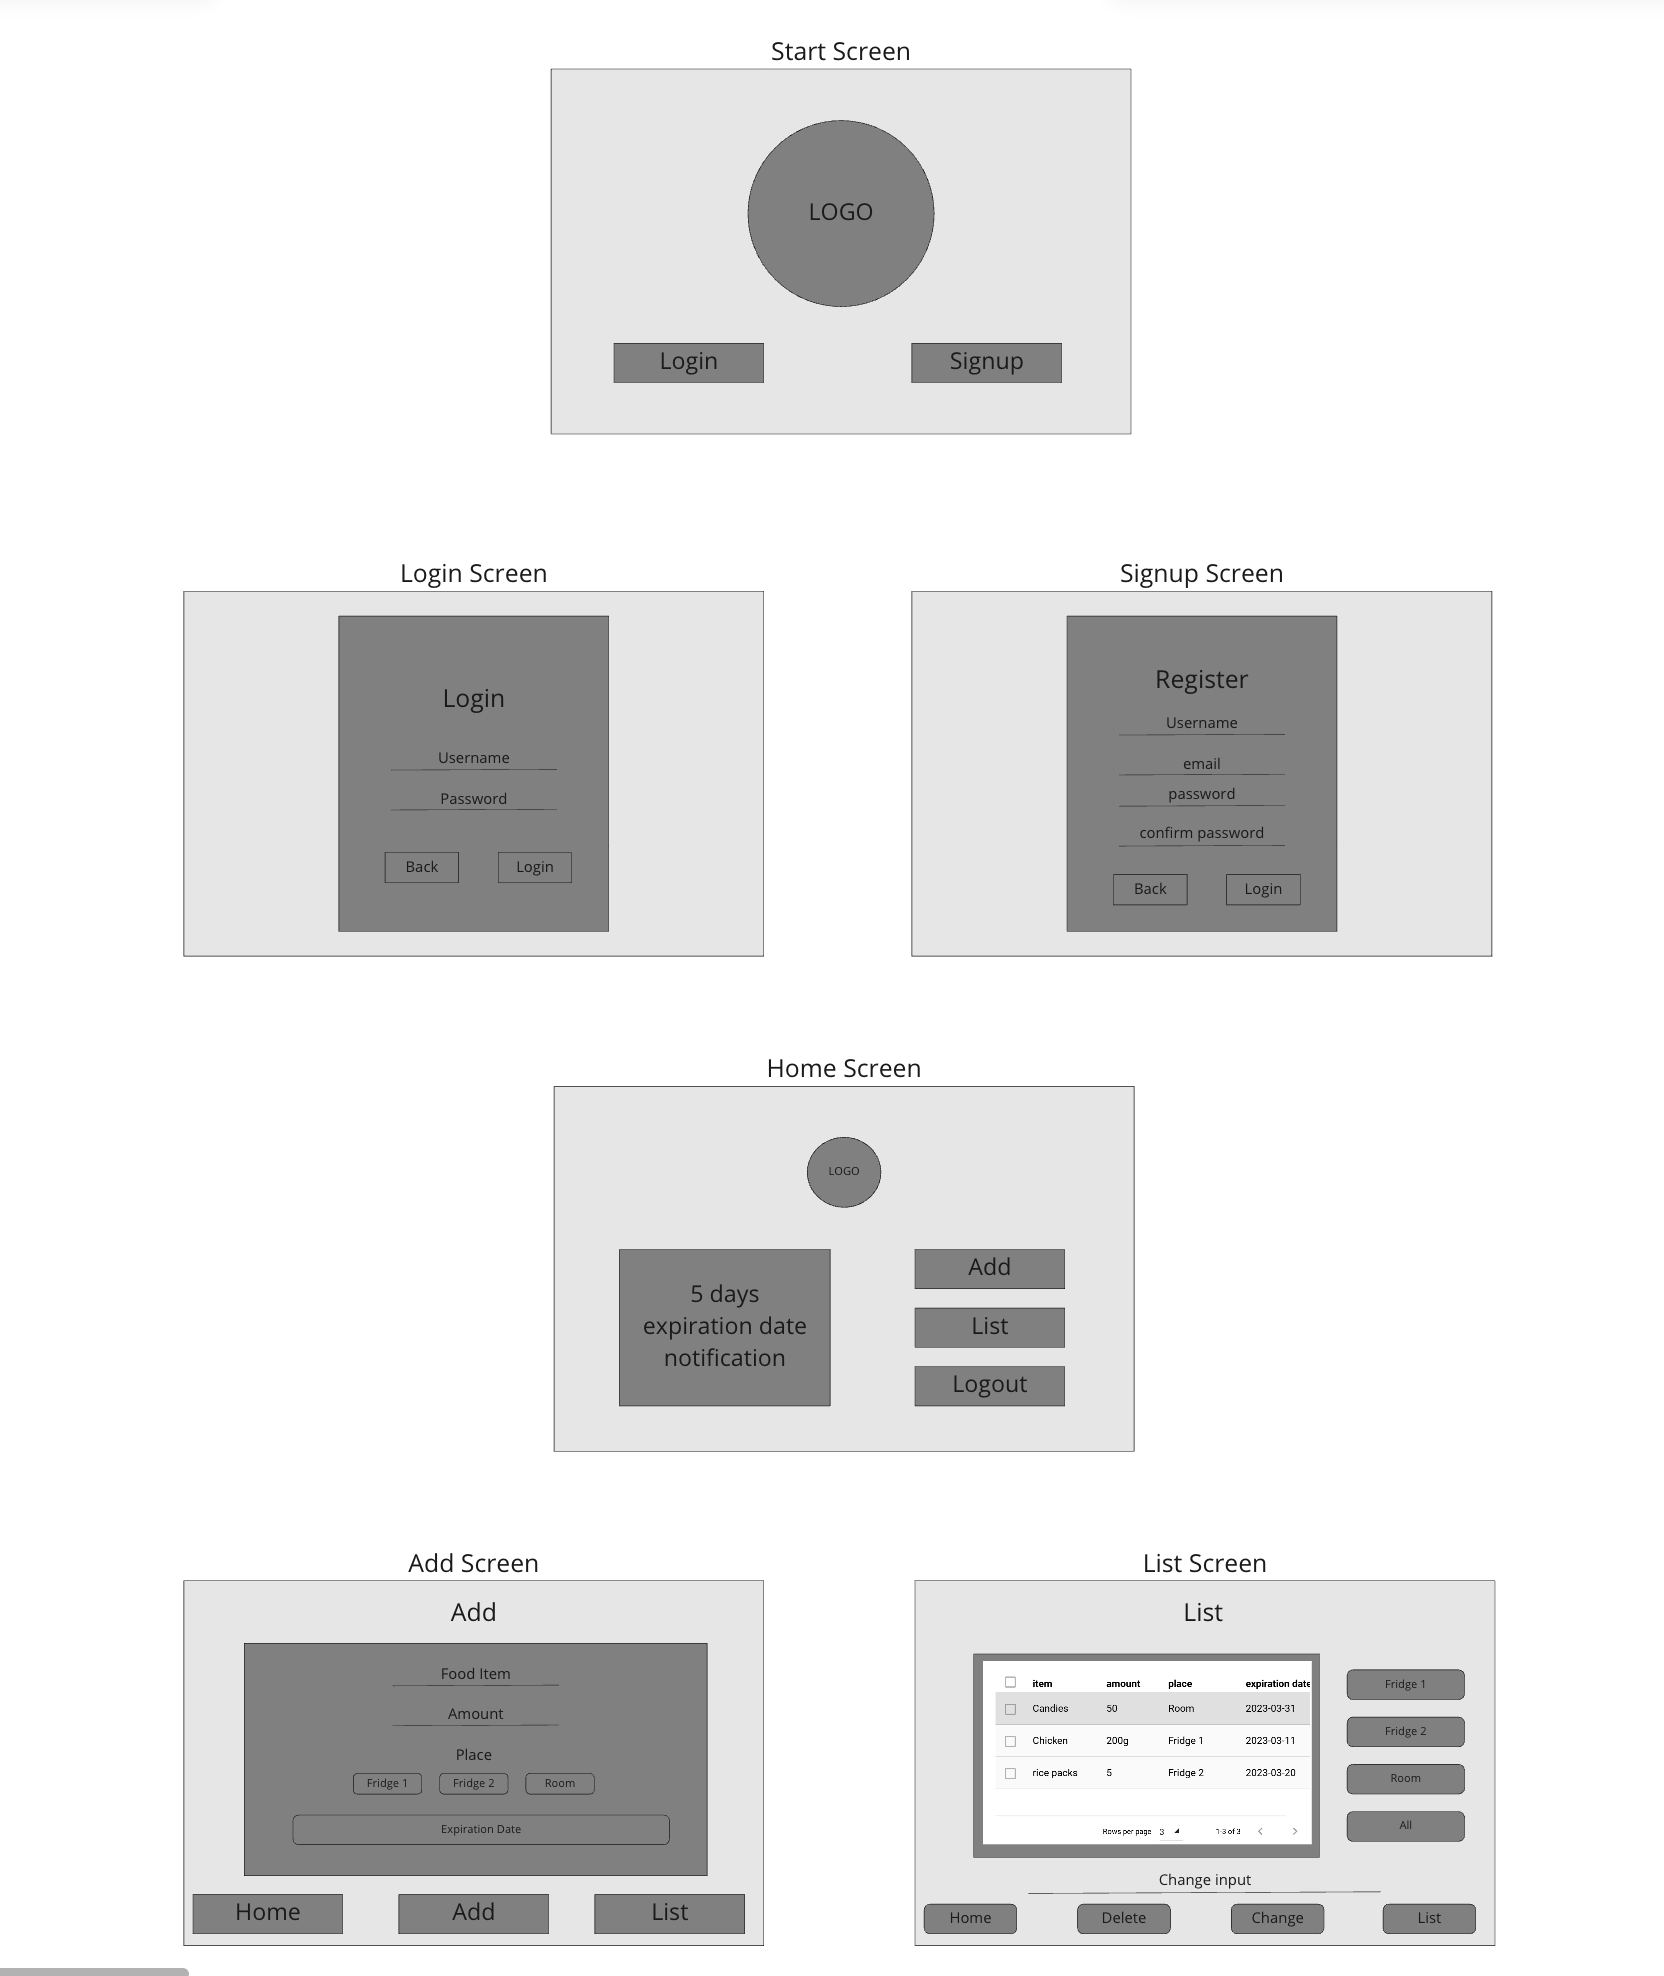 Start Screen
LOGO
Login Signup
Login Screen
Login
Username
Password
Back Login
Signup Screen
Register
Username
email
password
confirm password
Back Login
Home Screen
LOGO
5 days
expiration date
notification
Add
List
Logout
Add Screen
Add
Food Item
Amount
Place
Fridge 1 Fridge 2 Room
Expiration Date
Home Add List
List Screen
List
item amount place expiration date
Candies 50 Room 2023-03-31
Chicken 200g Fridge 1 2023-03-11
rice packs 5 Fridge 2 2023-03-20
Rows per page 3 1-3 of 3
Fridge 1
Fridge 2
Room
All
Change input
Home Delete Change List